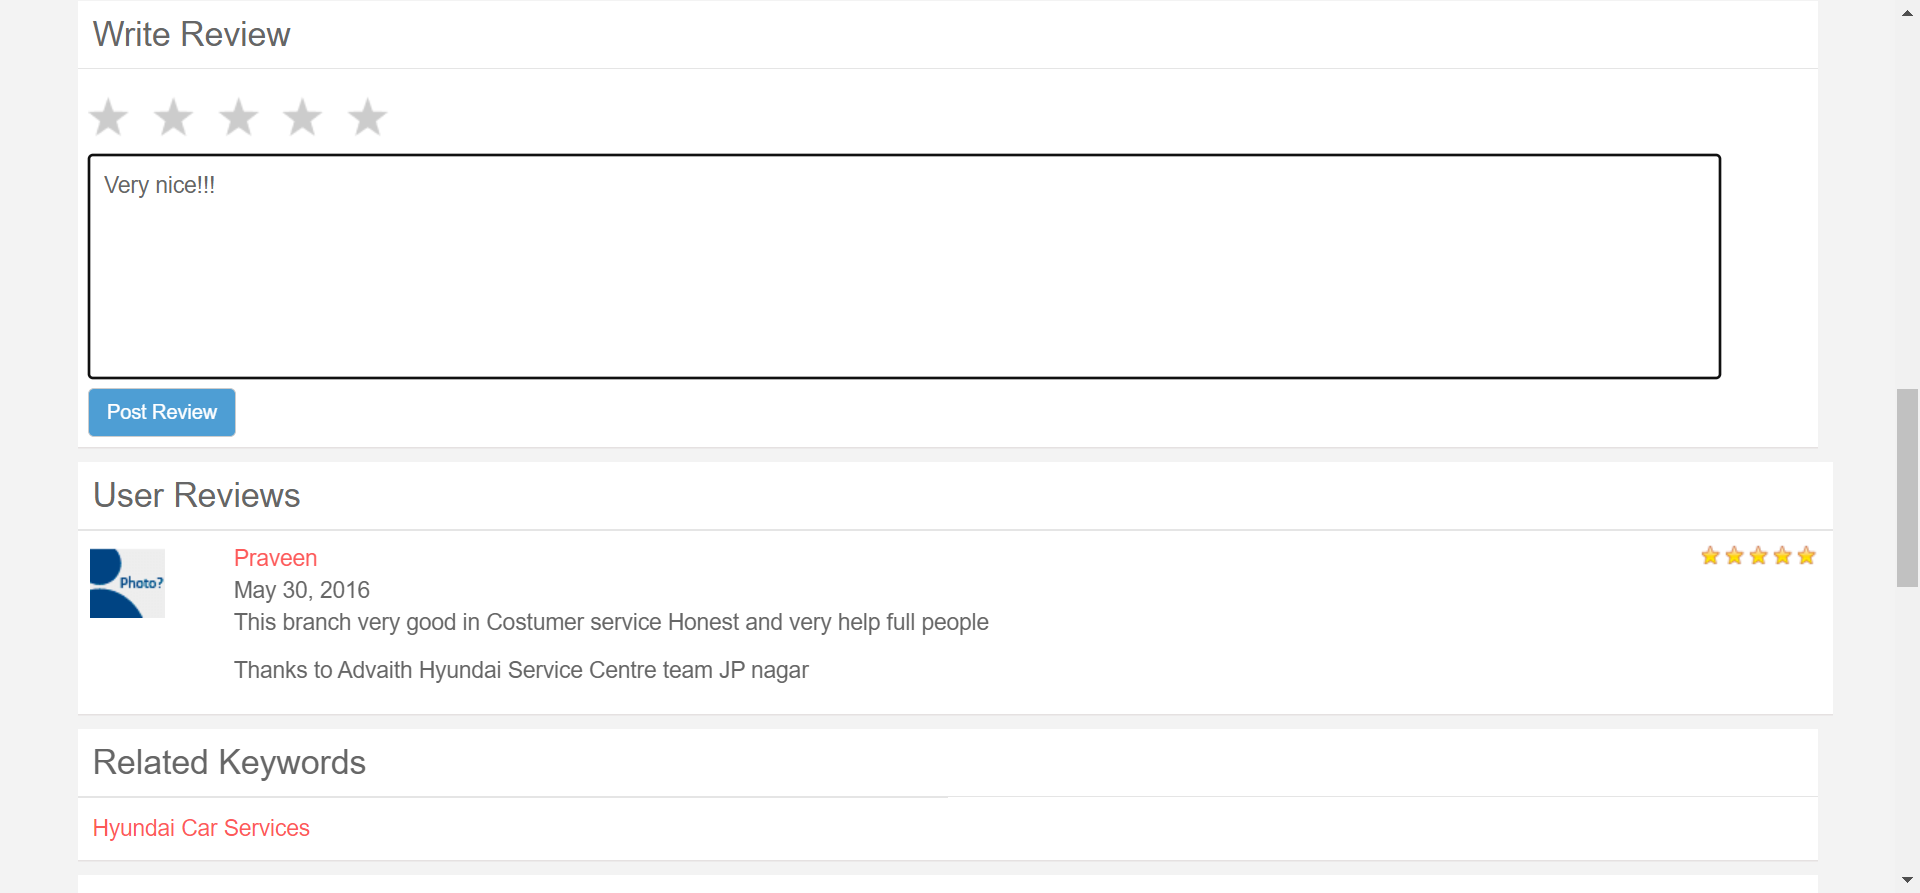 Write Review
Very nice!!!
Post Review
User Reviews
Photo?
Praveen
May 30, 2016
This branch very good in Costumer service Honest and very help full people
Thanks to Advaith Hyundai Service Centre team JP nagar
Related Keywords
Hyundai Car Services